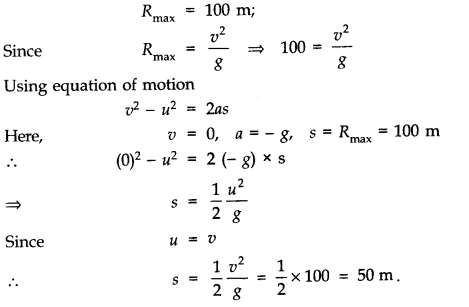 R_max = 100 m;
Since R_max = v²/g ⇒ 100 = v²/g
Using equation of motion
v² – u² = 2as
Here, v = 0, a = – g, s = R_max = 100 m
∴ (0)² – u² = 2 (– g) × s
⇒ s = 1/2 u²/g
Since u = v
∴ s = 1/2 v²/g = 1/2 × 100 = 50 m.